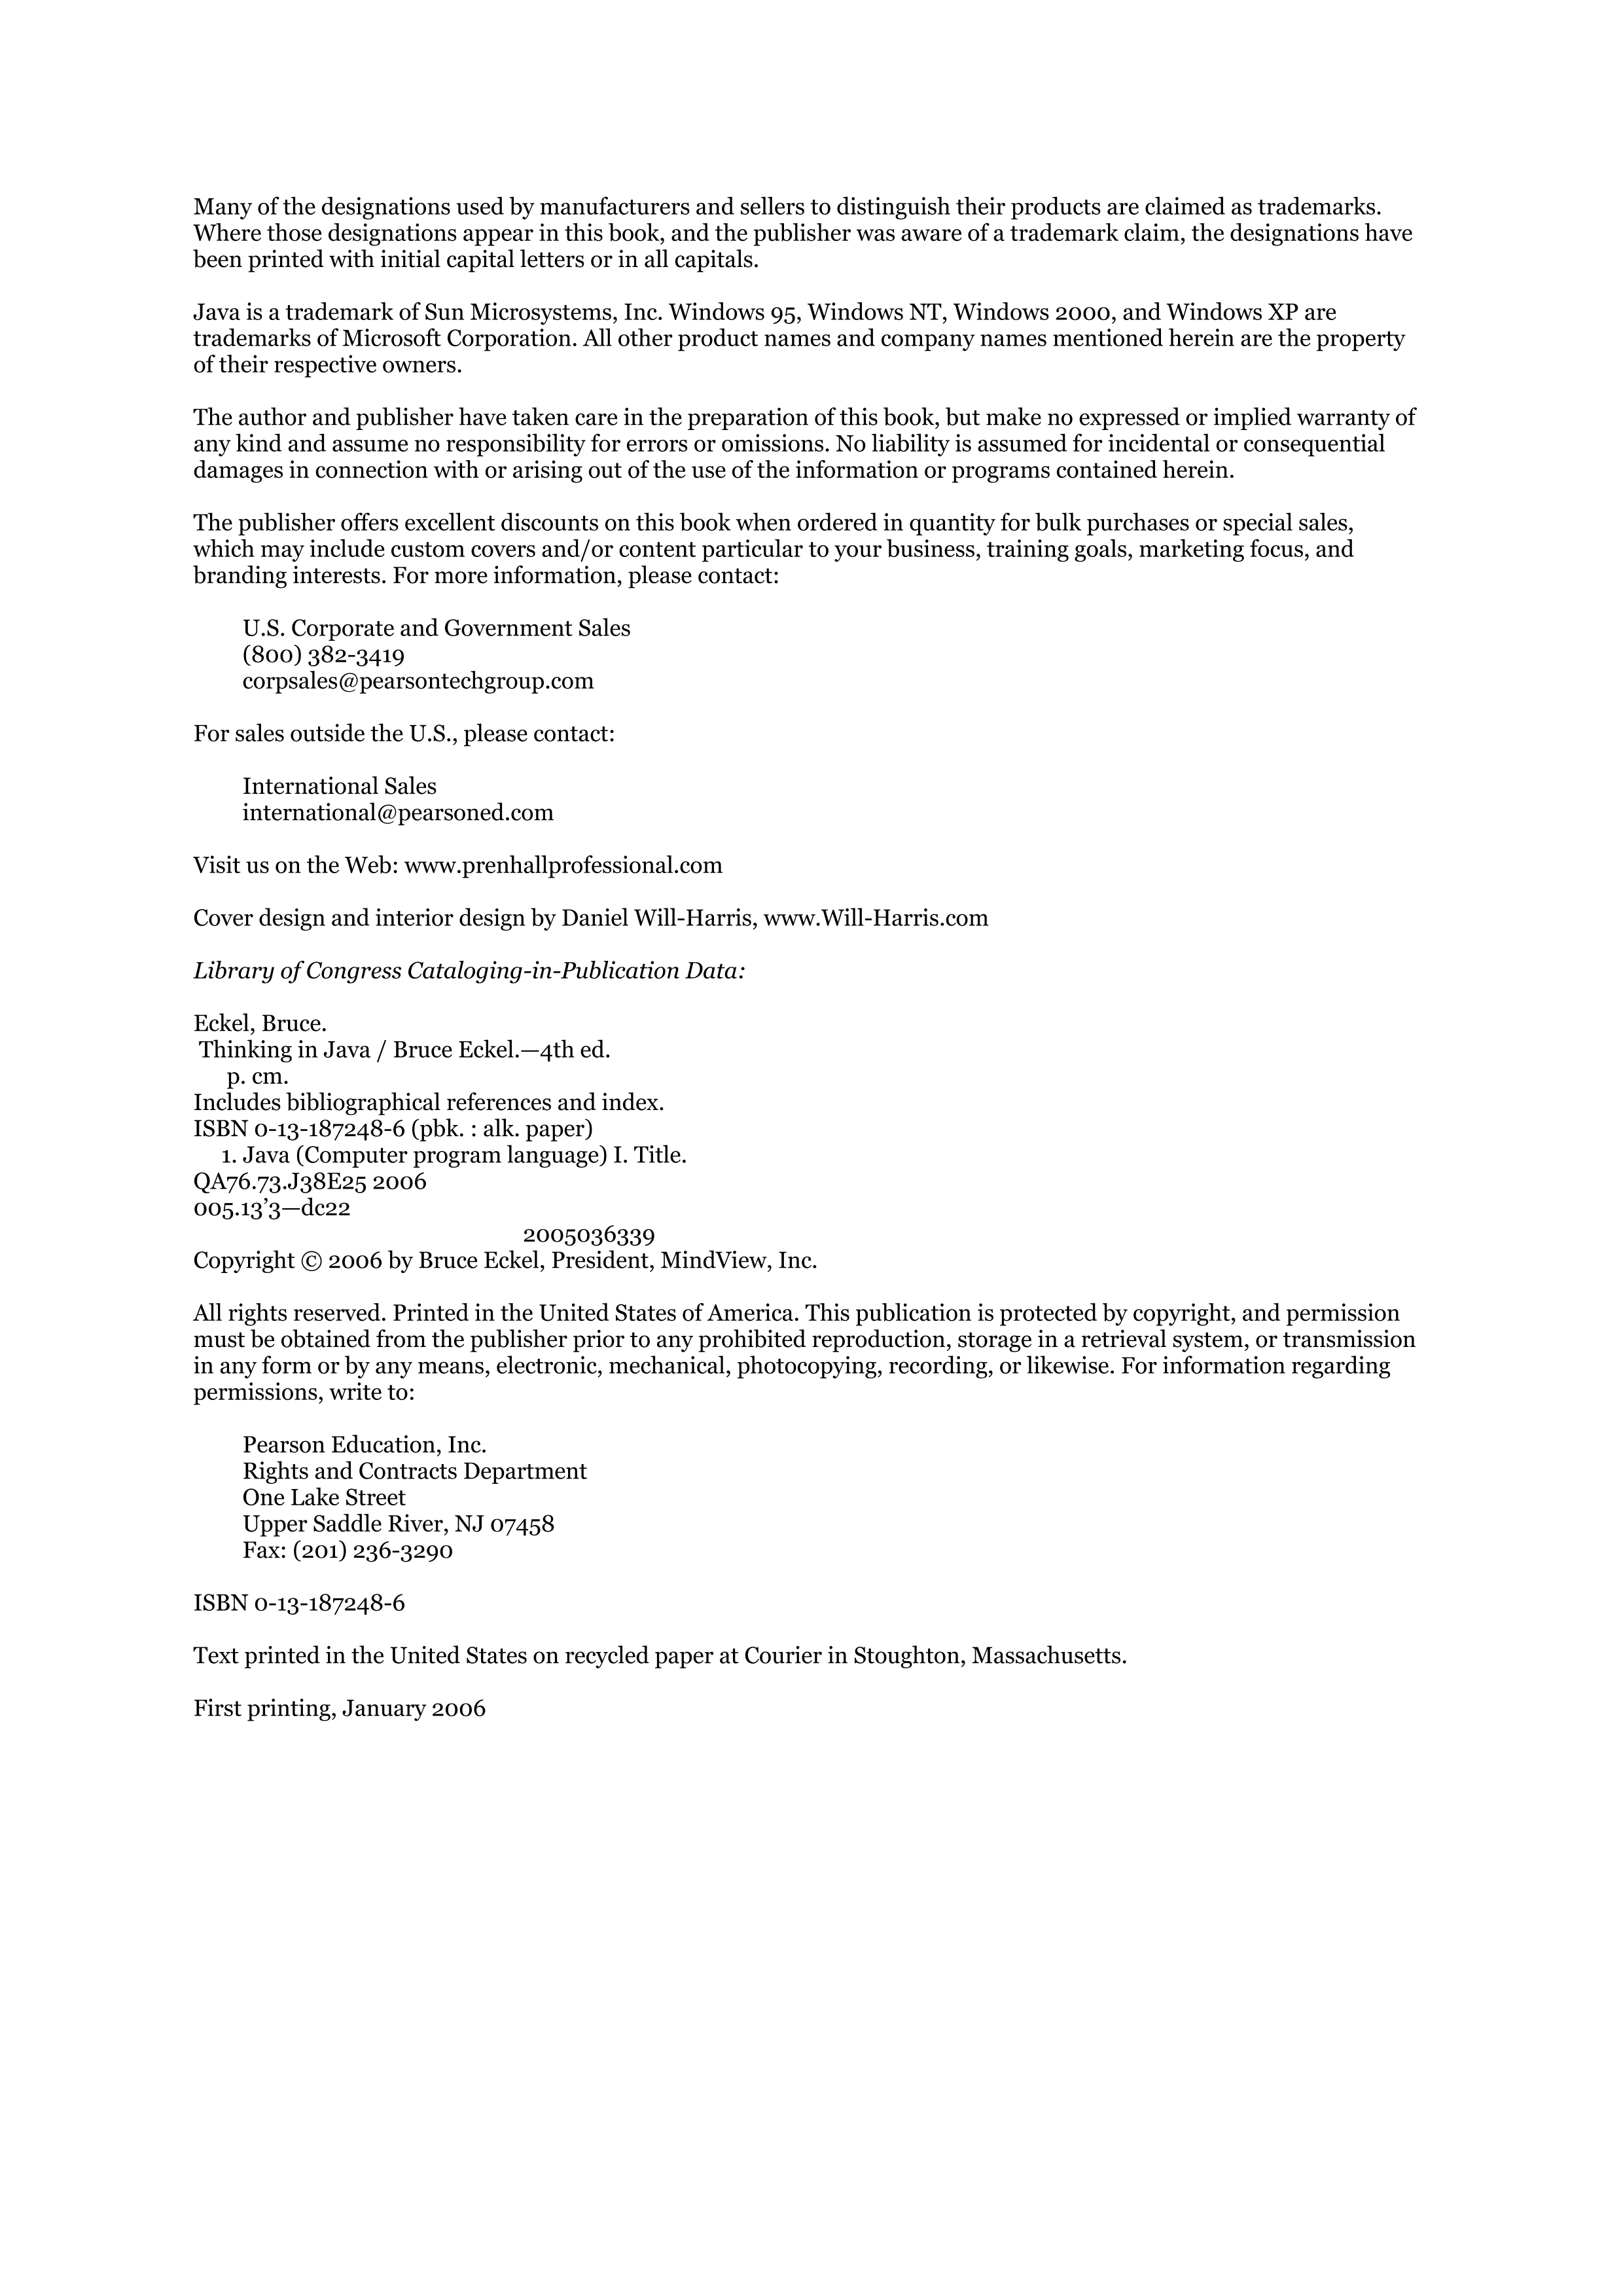 Many of the designations used by manufacturers and sellers to distinguish their products are claimed as trademarks.
Where those designations appear in this book, and the publisher was aware of a trademark claim, the designations have
been printed with initial capital letters or in all capitals.
Java is a trademark of Sun Microsystems, Inc. Windows 95, Windows NT, Windows 2000, and Windows XP are
trademarks of Microsoft Corporation. All other product names and company names mentioned herein are the property
of their respective owners.
The author and publisher have taken care in the preparation of this book, but make no expressed or implied warranty of
any kind and assume no responsibility for errors or omissions. No liability is assumed for incidental or consequential
damages in connection with or arising out of the use of the information or programs contained herein.
The publisher offers excellent discounts on this book when ordered in quantity for bulk purchases or special sales,
which may include custom covers and/or content particular to your business, training goals, marketing focus, and
branding interests. For more information, please contact:
U.S. Corporate and Government Sales
(800) 382-3419
corpsales@pearsontechgroup.com
For sales outside the U.S., please contact:
International Sales
international@pearsoned.com
Visit us on the Web: www.prenhallprofessional.com
Cover design and interior design by Daniel Will-Harris, www.Will-Harris.com
Library of Congress Cataloging-in-Publication Data:
Eckel, Bruce.
Thinking in Java / Bruce Eckel.—4th ed.
p. cm.
Includes bibliographical references and index.
ISBN 0-13-187248-6 (pbk. : alk. paper)
1. Java (Computer program language) I. Title.
QA76.73.J38E25 2006
005.13’3—dc22
2005036339
Copyright © 2006 by Bruce Eckel, President, MindView, Inc.
All rights reserved. Printed in the United States of America. This publication is protected by copyright, and permission
must be obtained from the publisher prior to any prohibited reproduction, storage in a retrieval system, or transmission
in any form or by any means, electronic, mechanical, photocopying, recording, or likewise. For information regarding
permissions, write to:
Pearson Education, Inc.
Rights and Contracts Department
One Lake Street
Upper Saddle River, NJ 07458
Fax: (201) 236-3290
ISBN 0-13-187248-6
Text printed in the United States on recycled paper at Courier in Stoughton, Massachusetts.
First printing, January 2006